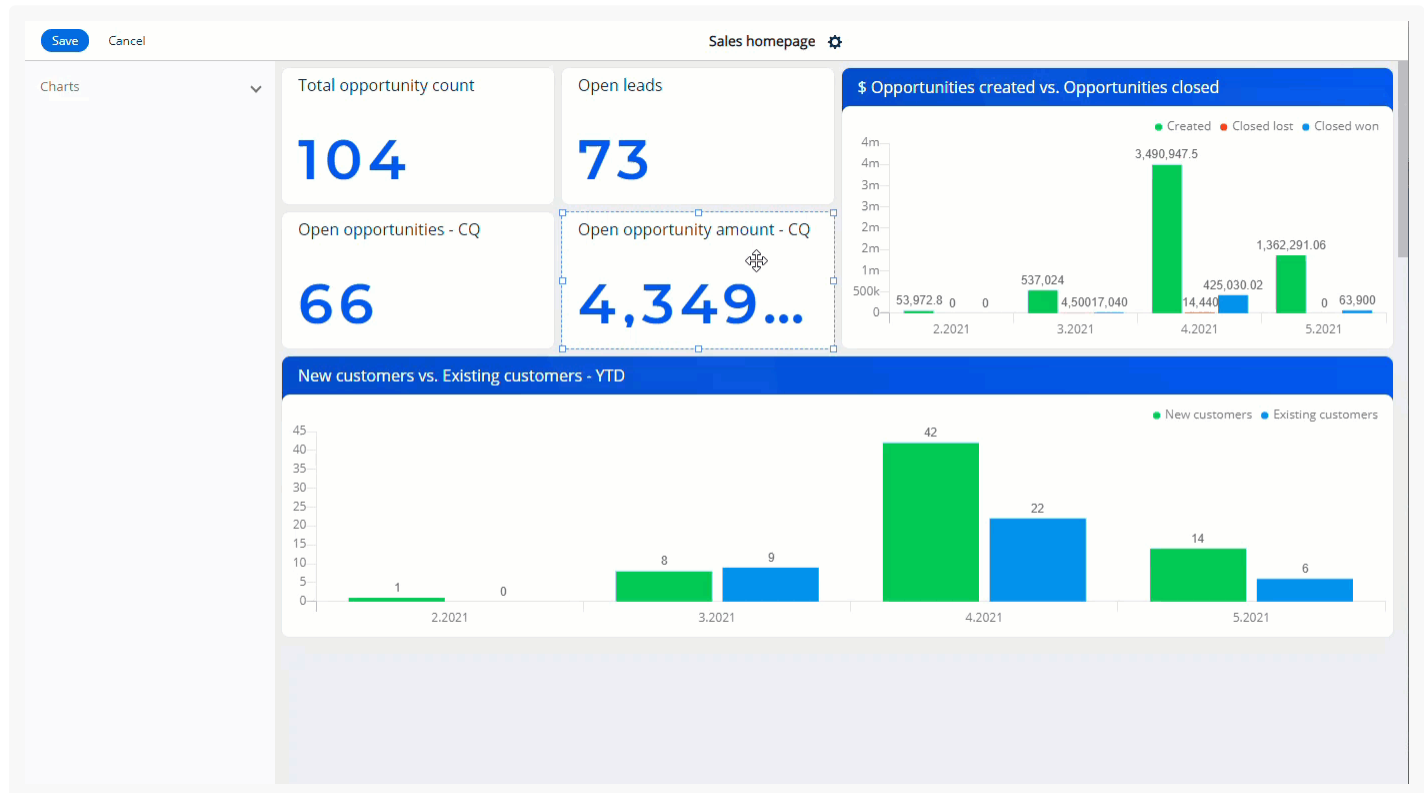 Save
Cancel
Sales homepage
Charts
Total opportunity count
104
Open leads
73
Open opportunities - CQ
66
Open opportunity amount - CQ
4,349...
$ Opportunities created vs. Opportunities closed
Created Closed lost Closed won
4m
4m
3m
3m
2m
2m
1m
500k
0
53,972.8 0 0
537,024 4,500 17,040
3,490,947.5 14,440 425,030.02
1,362,291.06 0 63,900
2.2021 3.2021 4.2021 5.2021
New customers vs. Existing customers - YTD
New customers Existing customers
45
40
35
30
25
20
15
10
5
0
1 0
8 9
42 22
14 6
2.2021 3.2021 4.2021 5.2021